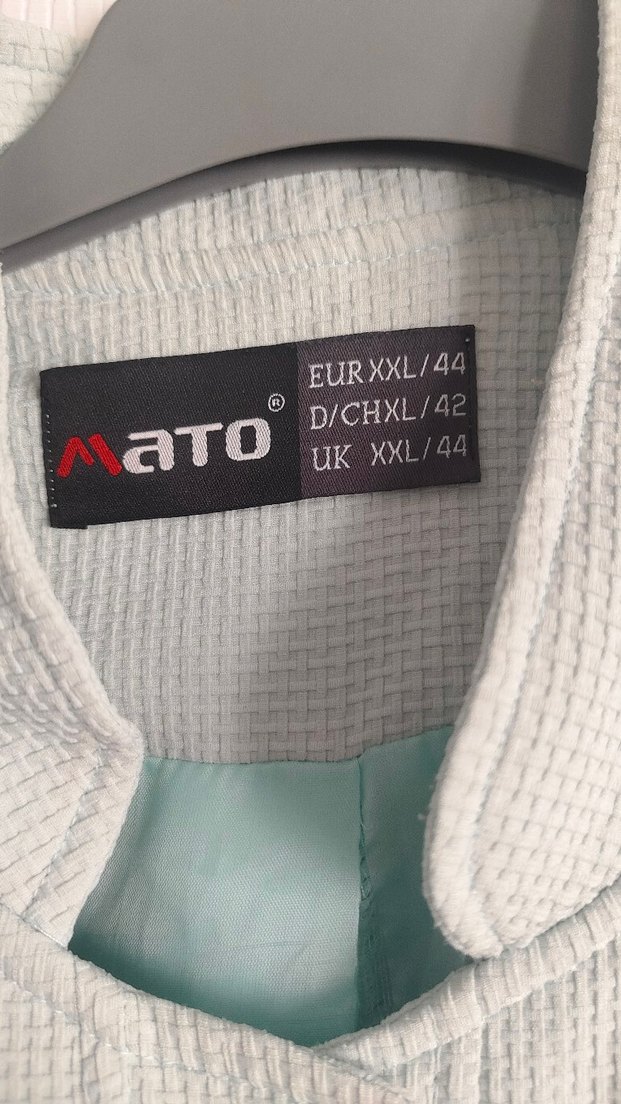 MATO®
EUR XXL/44
D/CH XL/42
UK XXL/44